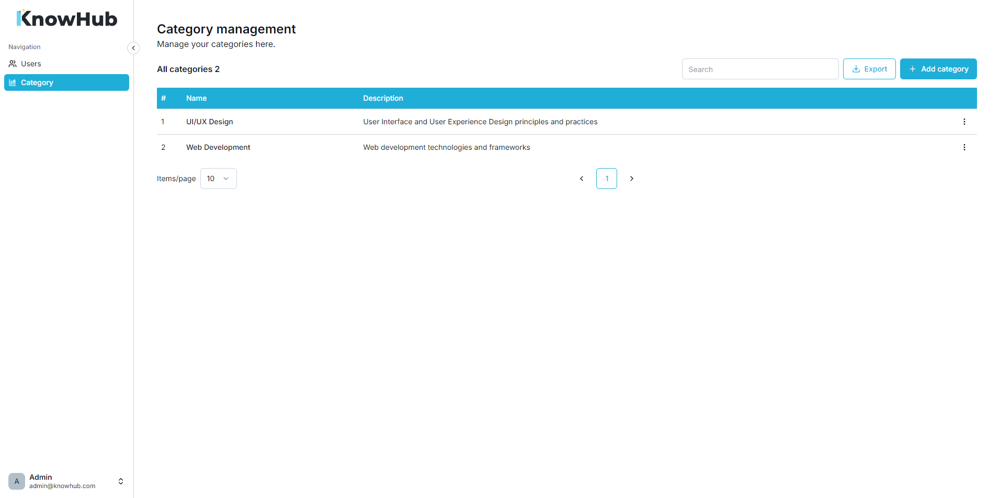 KnowHub
Navigation
Users
Category
Category management
Manage your categories here.
All categories 2
Search
Export
Add category
# Name Description
1 UI/UX Design User Interface and User Experience Design principles and practices
2 Web Development Web development technologies and frameworks
Items/page 10
1
A
Admin
admin@knowhub.com